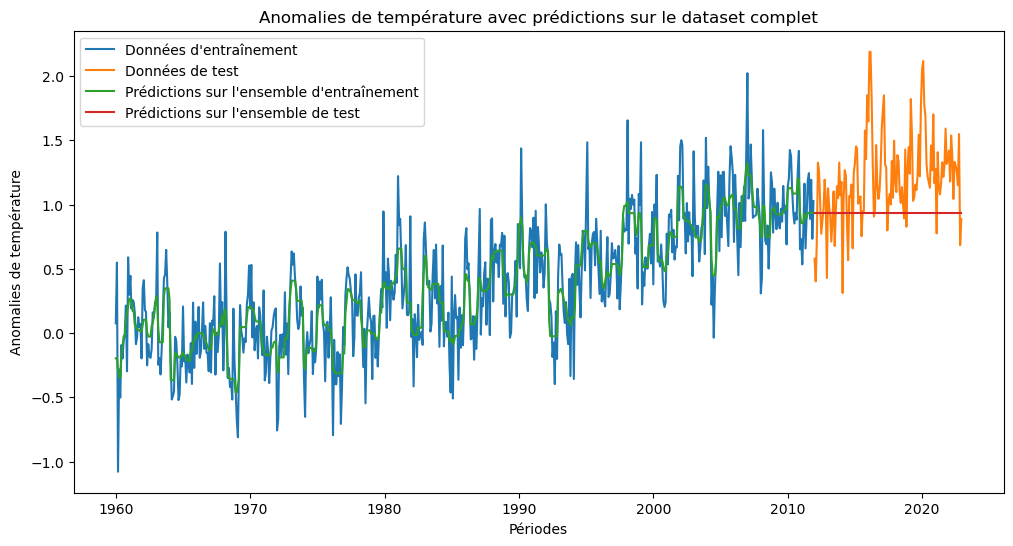 Anomalies de température avec prédictions sur le dataset complet
Données d'entraînement
Données de test
Prédictions sur l'ensemble d'entraînement
Prédictions sur l'ensemble de test
Anomalies de température
2.0
1.5
1.0
0.5
0.0
−0.5
−1.0
1960
1970
1980
1990
2000
2010
2020
Périodes